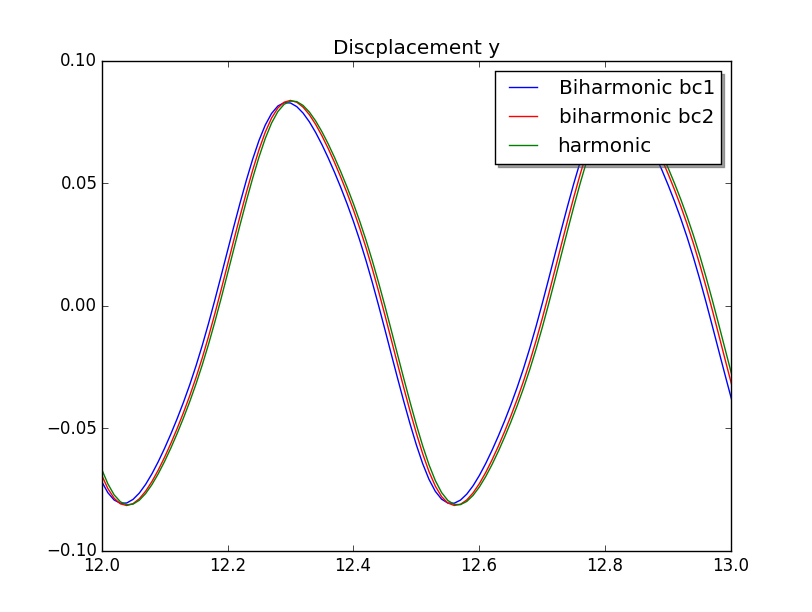 Discplacement y
0.10
Biharmonic bc1
biharmonic bc2
harmonic
0.05
0.00
−0.05
−0.10
12.0 12.2 12.4 12.6 12.8 13.0